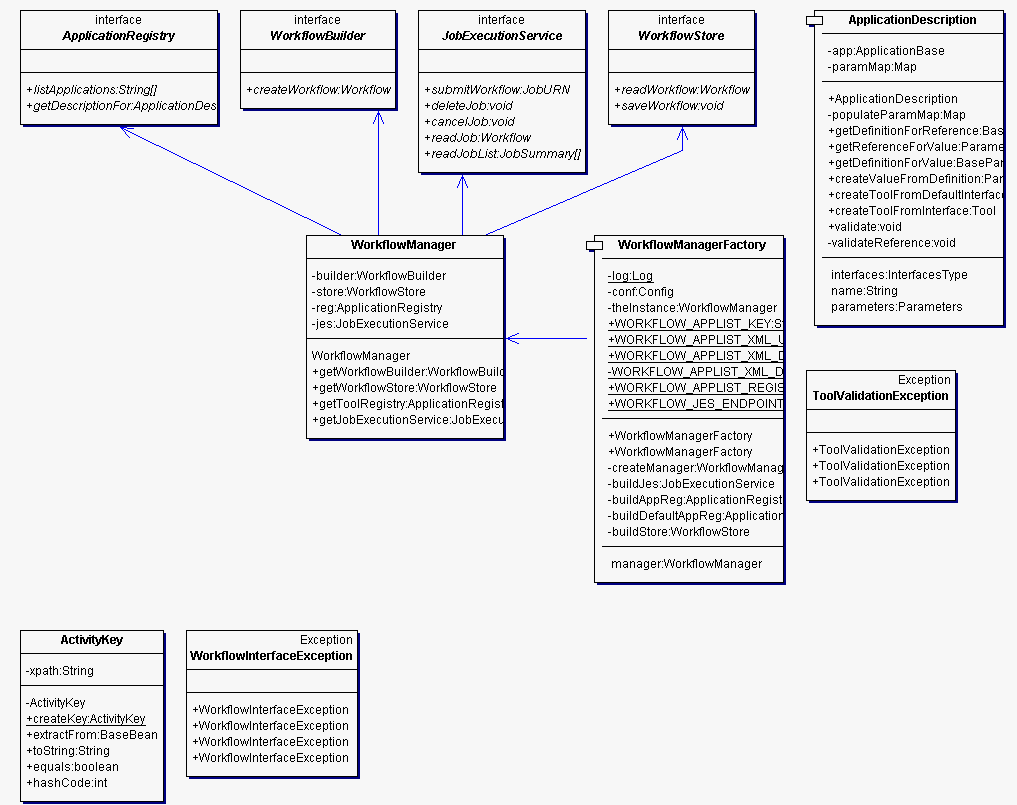 interface
ApplicationRegistry
+listApplications:String[]
+getDescriptionFor:ApplicationDes
interface
WorkflowBuilder
+createWorkflow:Workflow
interface
JobExecutionService
+submitWorkflow:JobURN
+deleteJob:void
+cancelJob:void
+readJob:Workflow
+readJobList:JobSummary[]
interface
WorkflowStore
+readWorkflow:Workflow
+saveWorkflow:void
ApplicationDescription
-app:ApplicationBase
-paramMap:Map
+ApplicationDescription
-populateParamMap:Map
+getDefinitionForReference:Bas
+getReferenceForValue:Parame
+getDefinitionForValue:BasePar
+createValueFromDefinition:Par
+createToolFromDefaultInterface
+createToolFromInterface:Tool
+validate:void
-validateReference:void
interfaces:InterfacesType
name:String
parameters:Parameters
WorkflowManager
-builder:WorkflowBuilder
-store:WorkflowStore
-reg:ApplicationRegistry
-jes:JobExecutionService
WorkflowManager
+getWorkflowBuilder:WorkflowBuild
+getWorkflowStore:WorkflowStore
+getToolRegistry:ApplicationRegist
+getJobExecutionService:JobExecu
WorkflowManagerFactory
-log:Log
-conf:Config
-theInstance:WorkflowManager
+WORKFLOW_APPLIST_KEY:St
+WORKFLOW_APPLIST_XML_U
+WORKFLOW_APPLIST_XML_D
-WORKFLOW_APPLIST_XML_D
+WORKFLOW_APPLIST_REGIS
+WORKFLOW_JES_ENDPOINT
+WorkflowManagerFactory
+WorkflowManagerFactory
-createManager:WorkflowManag
-buildJes:JobExecutionService
-buildAppReg:ApplicationRegist
-buildDefaultAppReg:Application
-buildStore:WorkflowStore
manager:WorkflowManager
Exception
ToolValidationException
+ToolValidationException
+ToolValidationException
+ToolValidationException
ActivityKey
-xpath:String
-ActivityKey
+createKey:ActivityKey
+extractFrom:BaseBean
+toString:String
+equals:boolean
+hashCode:int
Exception
WorkflowInterfaceException
+WorkflowInterfaceException
+WorkflowInterfaceException
+WorkflowInterfaceException
+WorkflowInterfaceException